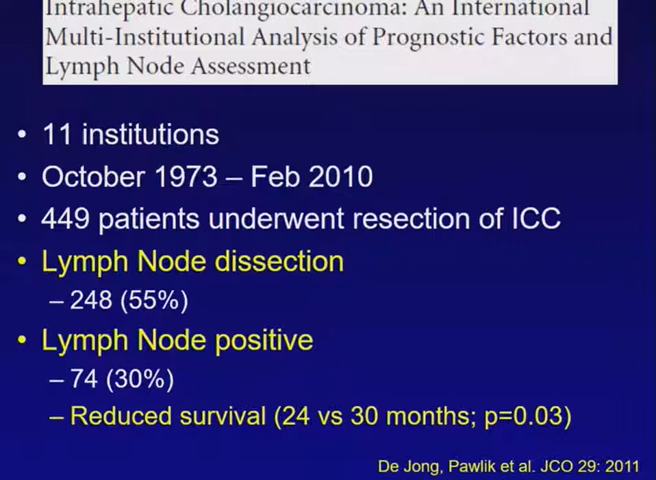 Intrahepatic Cholangiocarcinoma: An International
Multi-Institutional Analysis of Prognostic Factors and
Lymph Node Assessment
• 11 institutions
• October 1973 – Feb 2010
• 449 patients underwent resection of ICC
• Lymph Node dissection
– 248 (55%)
• Lymph Node positive
– 74 (30%)
– Reduced survival (24 vs 30 months; p=0.03)
De Jong, Pawlik et al. JCO 29: 2011